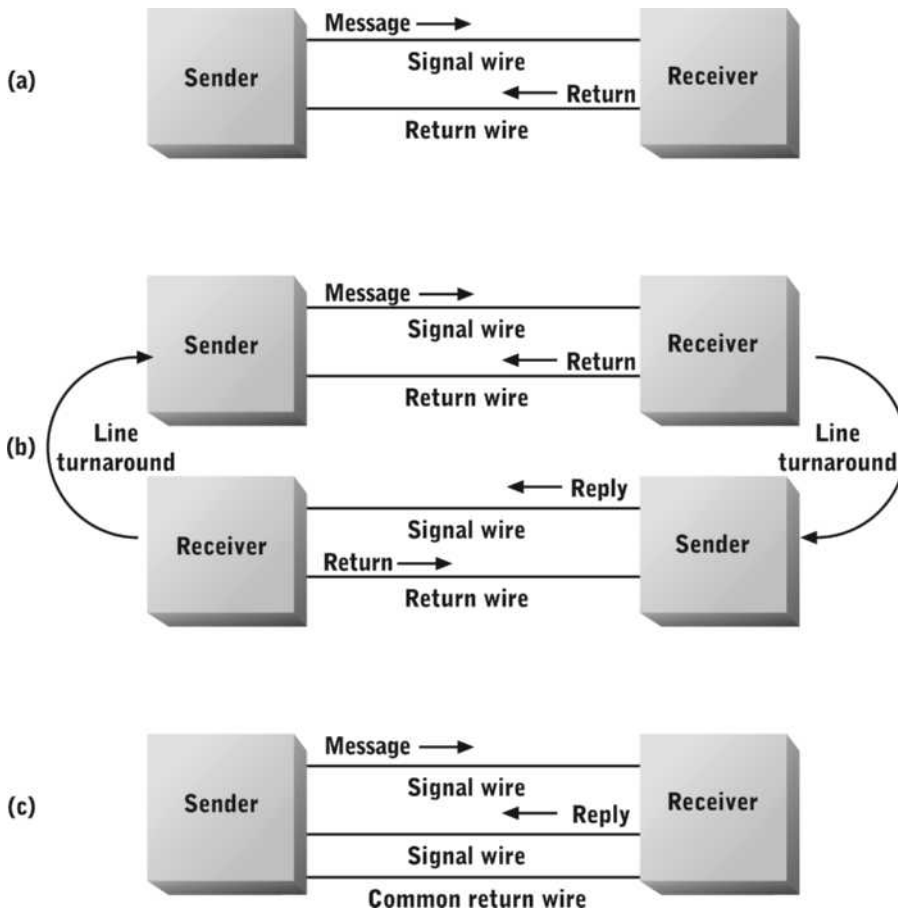 (a)
Message
Sender
Signal wire
Receiver
Return
Return wire
(b)
Message
Sender
Signal wire
Receiver
Return
Return wire
Line
turnaround
Line
turnaround
Reply
Receiver
Signal wire
Sender
Return
Return wire
(c)
Message
Sender
Signal wire
Receiver
Reply
Signal wire
Common return wire